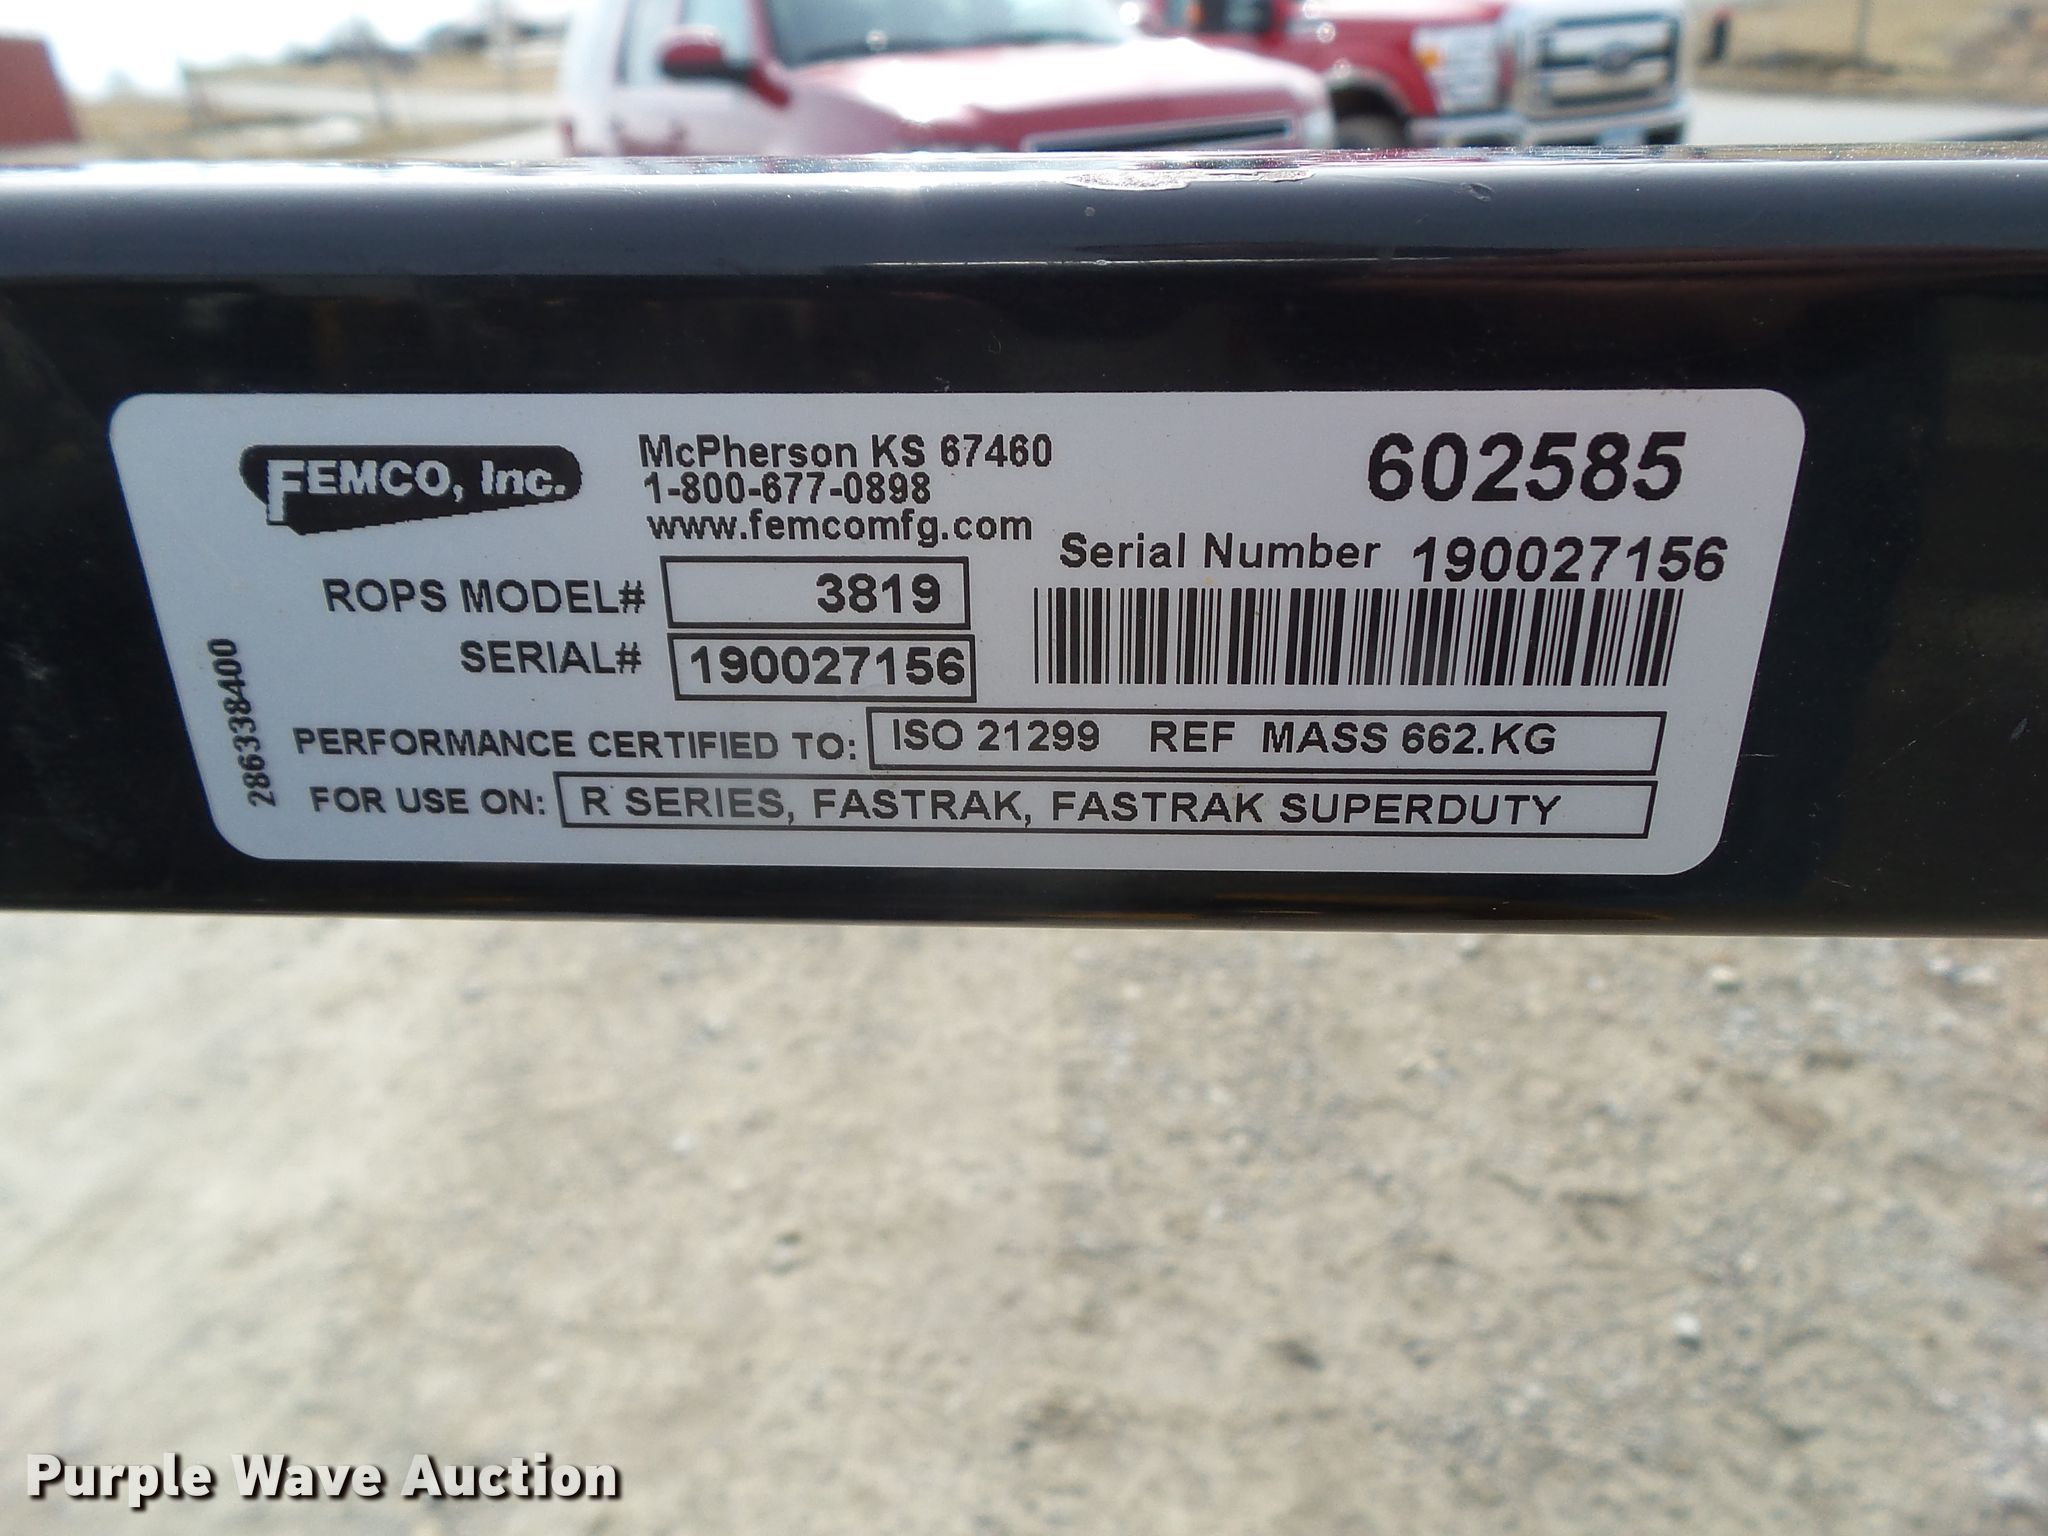 FEMCO, Inc.
McPherson KS 67460
1-800-677-0898
www.femcomfg.com
602585
Serial Number 190027156
ROPS MODEL# 3819
SERIAL# 190027156
2863338400
PERFORMANCE CERTIFIED TO: ISO 21299 REF MASS 662.KG
FOR USE ON: R SERIES, FASTRAK, FASTRAK SUPERDUTY
Purple Wave Auction